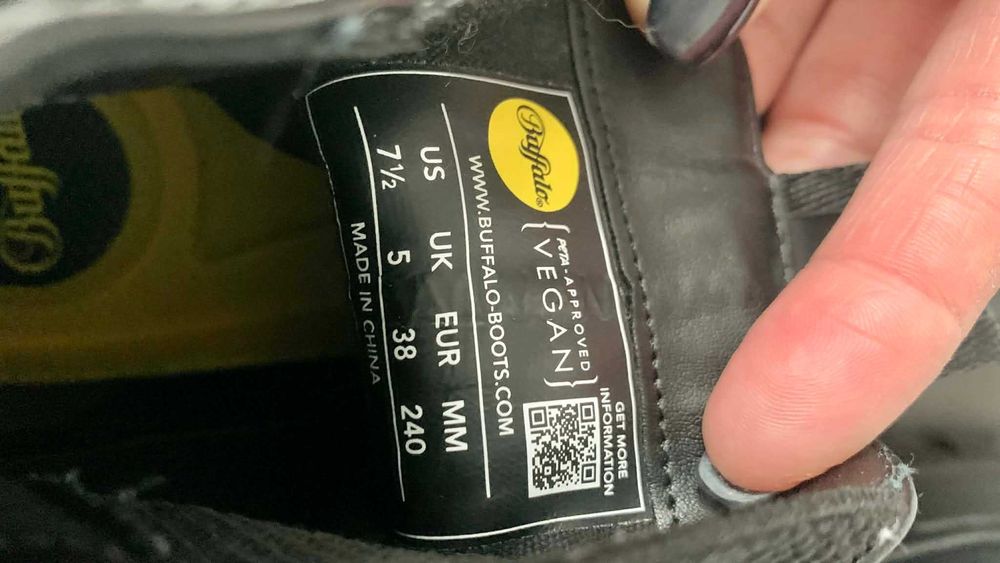 Buffalo®
{PETA-APPROVED
VEGAN}
GET MORE
INFORMATION
WWW.BUFFALO-BOOTS.COM
US UK EUR MM
7½ 5 38 240
MADE IN CHINA
Buffalo